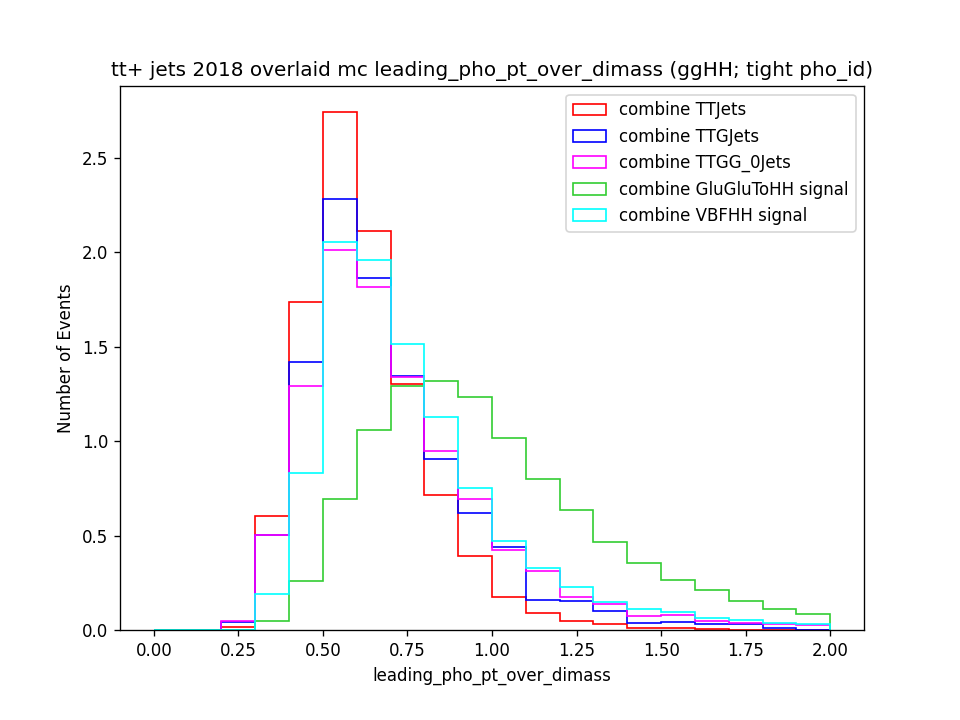 tt+ jets 2018 overlaid mc leading_pho_pt_over_dimass (ggHH; tight pho_id)
combine TTJets
combine TTGJets
combine TTGG_0Jets
combine GluGluToHH signal
combine VBFHH signal
Number of Events
2.5
2.0
1.5
1.0
0.5
0.0
0.00 0.25 0.50 0.75 1.00 1.25 1.50 1.75 2.00
leading_pho_pt_over_dimass